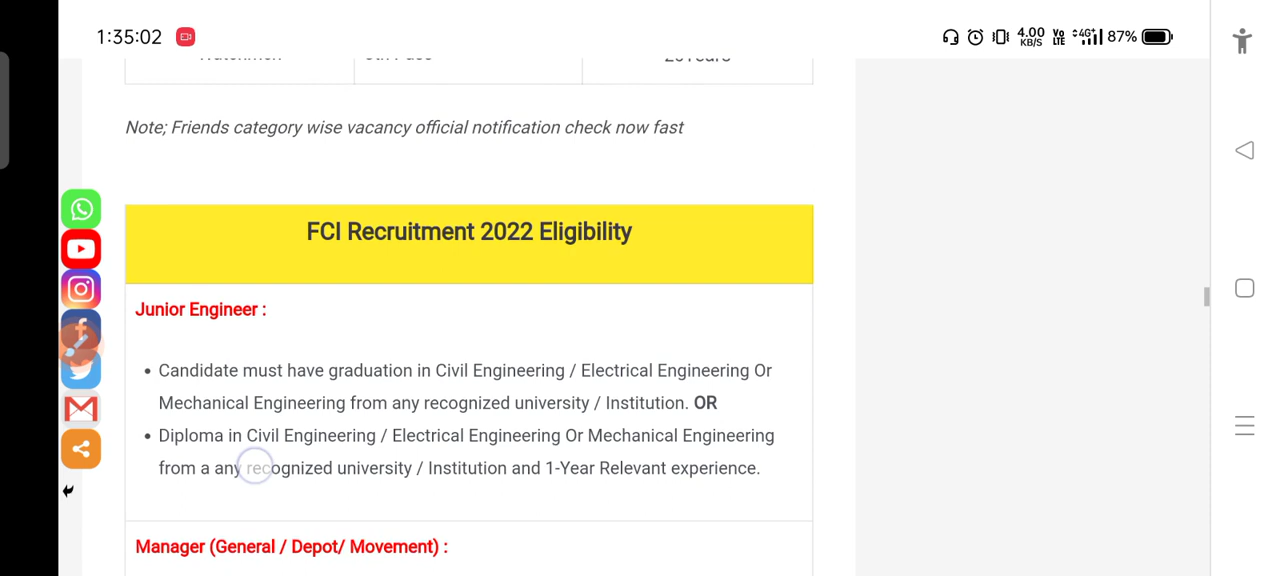 1:35:02 4.00 KB/S Vo LTE 4G+ 87%
Note; Friends category wise vacancy official notification check now fast
FCI Recruitment 2022 Eligibility
Junior Engineer :
• Candidate must have graduation in Civil Engineering / Electrical Engineering Or
Mechanical Engineering from any recognized university / Institution. OR
• Diploma in Civil Engineering / Electrical Engineering Or Mechanical Engineering
from a any recognized university / Institution and 1-Year Relevant experience.
Manager (General / Depot/ Movement) :